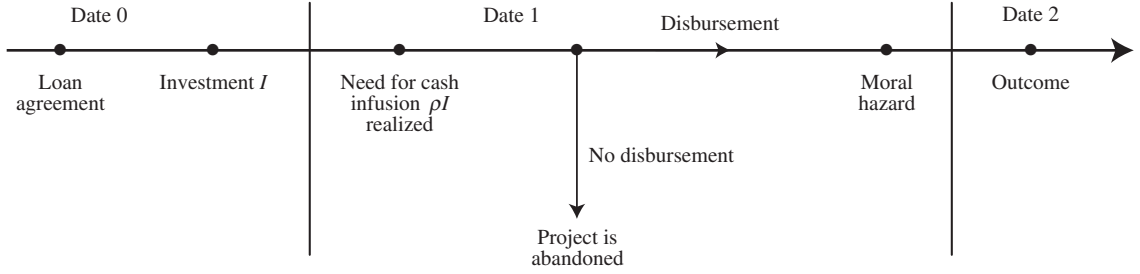 Date 0
Date 1
Disbursement
Date 2
Loan
agreement
Investment I
Need for cash
infusion ρI
realized
Moral
hazard
Outcome
No disbursement
Project is
abandoned